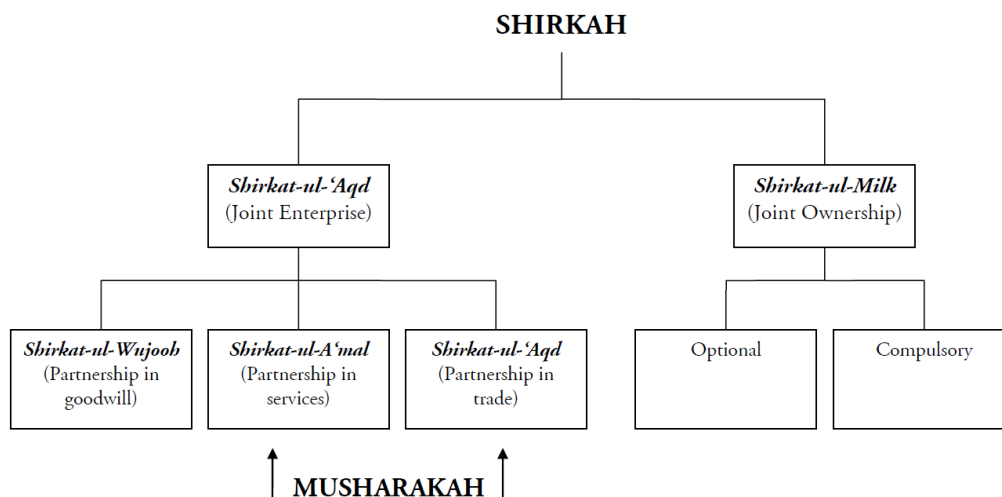 SHIRKAH
Shirkat-ul-‘Aqd
(Joint Enterprise)
Shirkat-ul-Milk
(Joint Ownership)
Shirkat-ul-Wujooh
(Partnership in
goodwill)
Shirkat-ul-A‘mal
(Partnership in
services)
Shirkat-ul-‘Aqd
(Partnership in
trade)
Optional
Compulsory
MUSHARAKAH